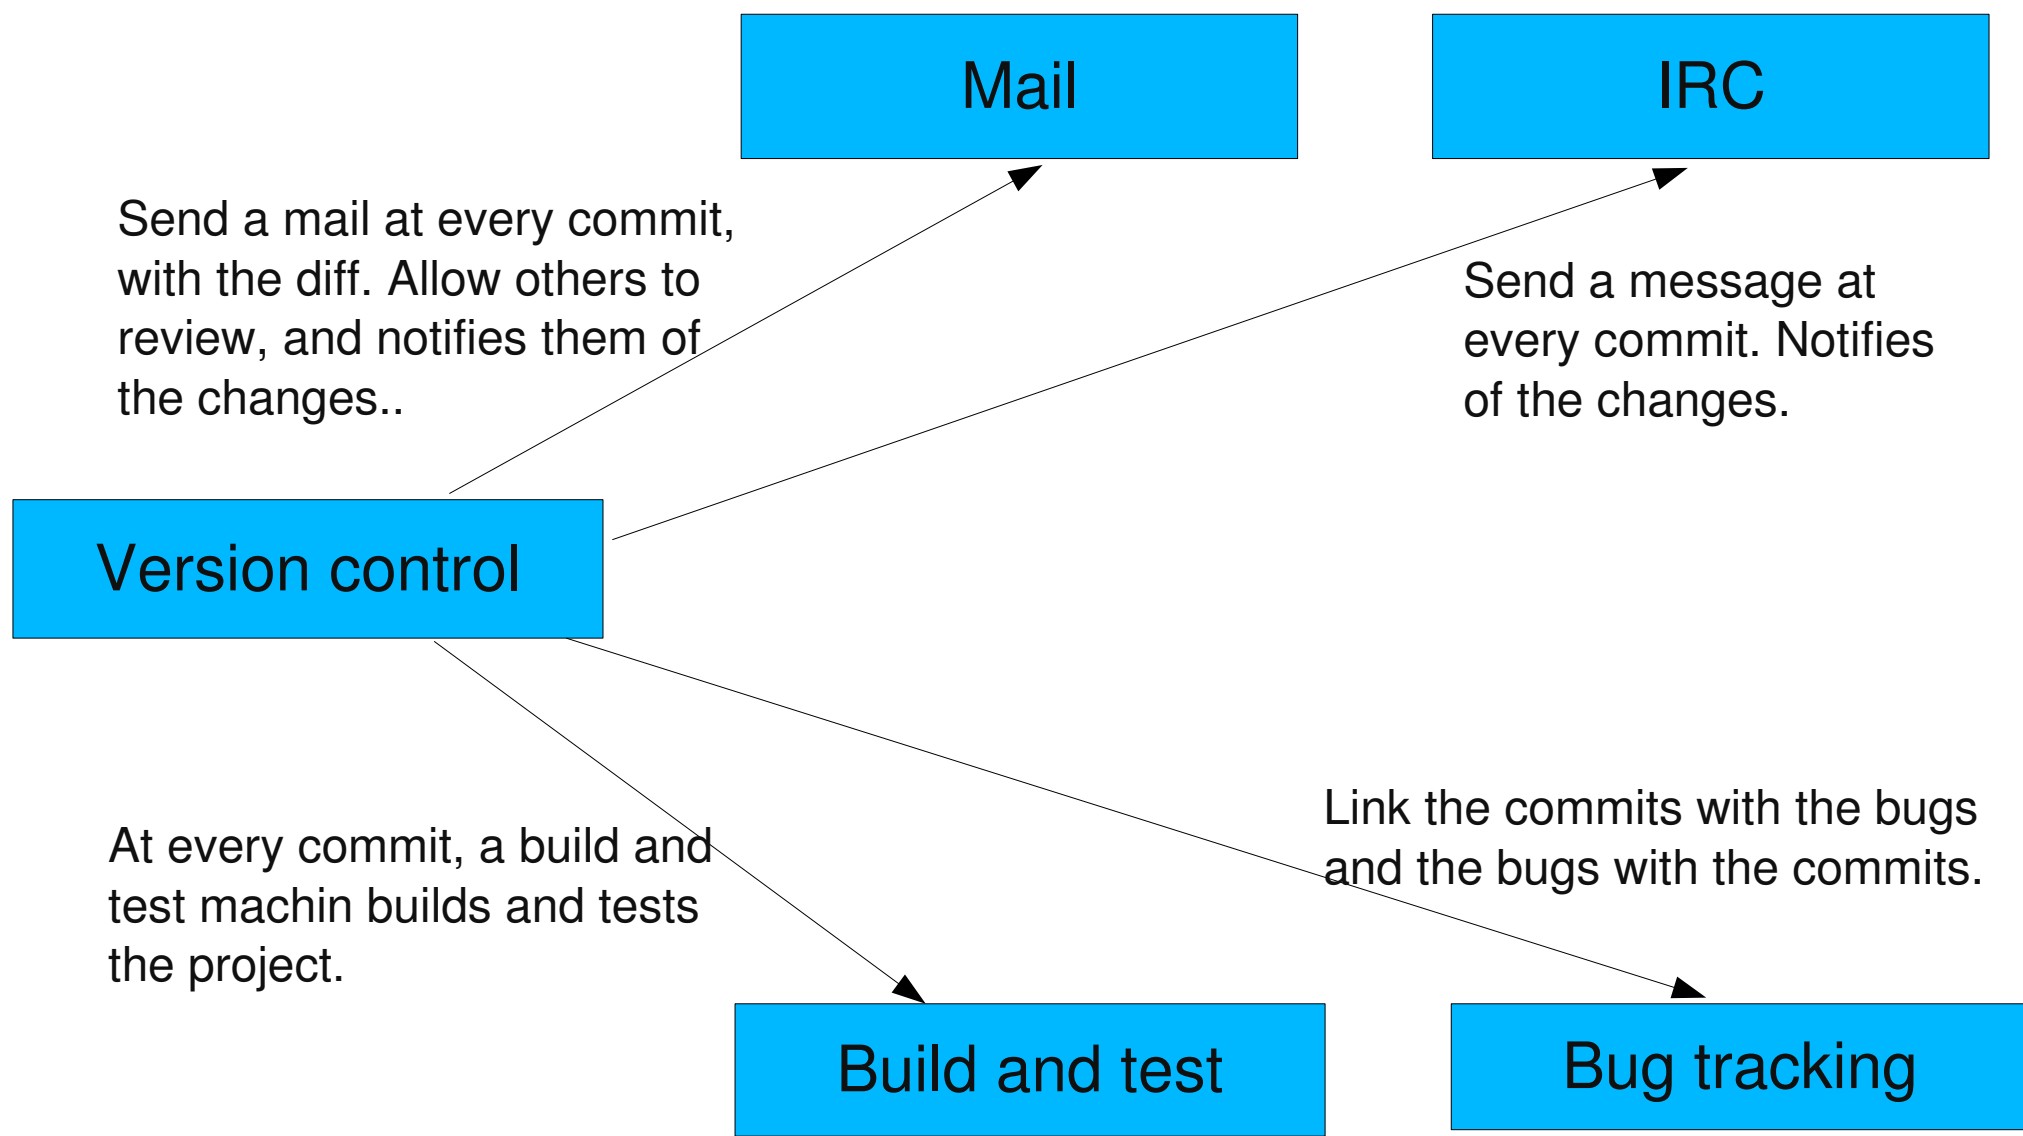 Mail
IRC
Send a mail at every commit,
with the diff. Allow others to
review, and notifies them of
the changes..
Send a message at
every commit. Notifies
of the changes.
Version control
At every commit, a build and
test machin builds and tests
the project.
Link the commits with the bugs
and the bugs with the commits.
Build and test
Bug tracking